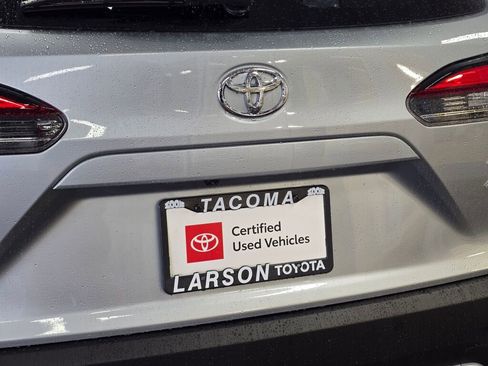 TACOMA
Certified
Used Vehicles
LARSON TOYOTA